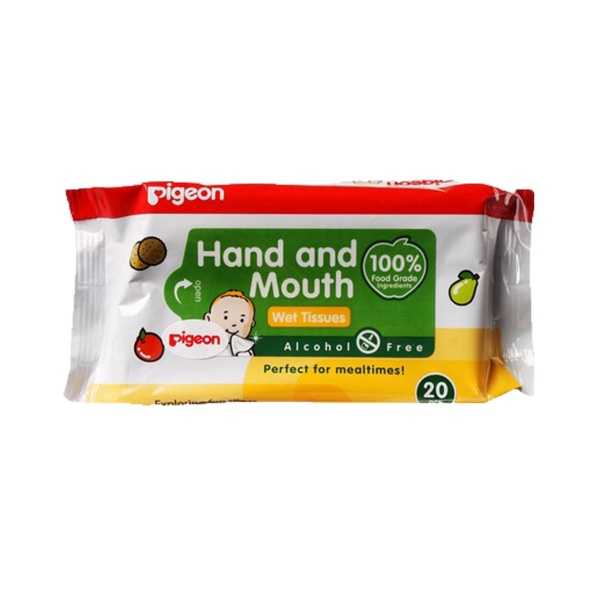 Pigeon
Hand and
Mouth
100%
Food Grade
Ingredients
open
Wet Tissues
Pigeon
Alcohol Free
Perfect for mealtimes!
20